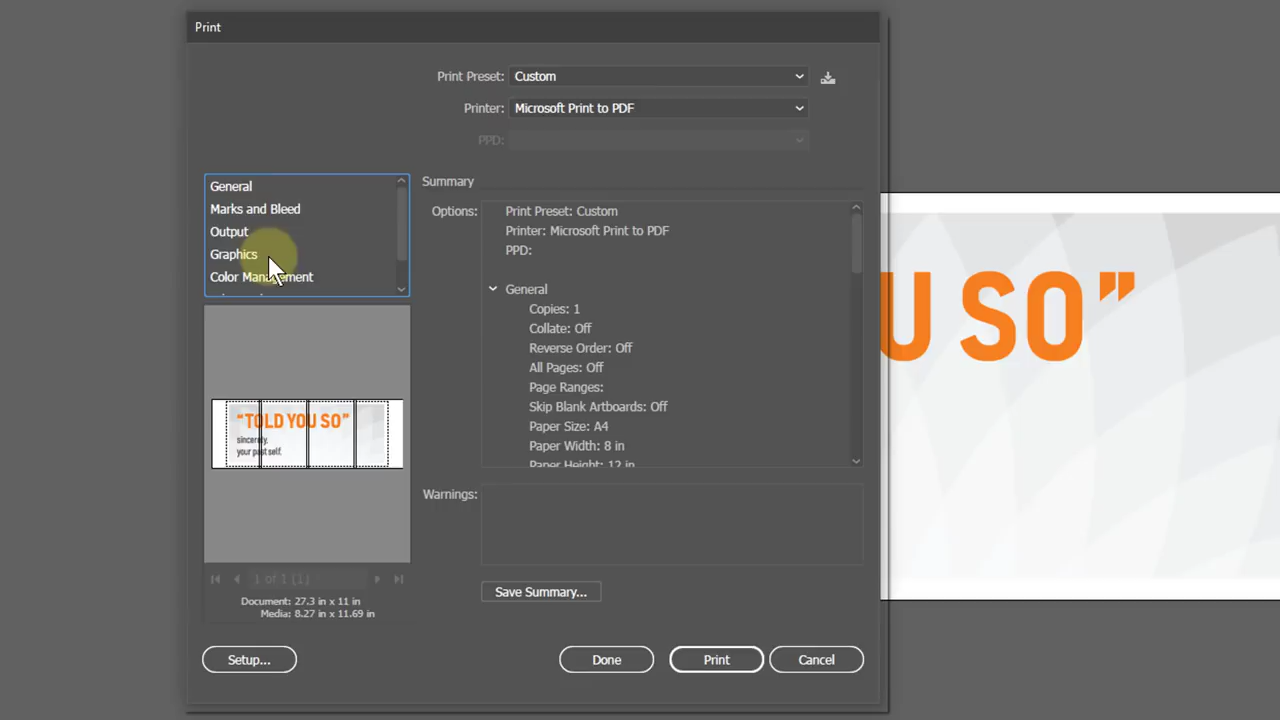 Print
Print Preset: Custom
Printer: Microsoft Print to PDF
PPD:
General
Marks and Bleed
Output
Graphics
Color Management
Summary
Options:
Print Preset: Custom
Printer: Microsoft Print to PDF
PPD:
General
Copies: 1
Collate: Off
Reverse Order: Off
All Pages: Off
Page Ranges:
Skip Blank Artboards: Off
Paper Size: A4
Paper Width: 8 in
Paper Height: 12 in
"TOLD YOU SO"
sincerely,
your past self.
Warnings:
1 of 1 (1)
Document: 27.3 in x 11 in
Media: 8.27 in x 11.69 in
Save Summary...
Setup...
Done
Print
Cancel
U SO”